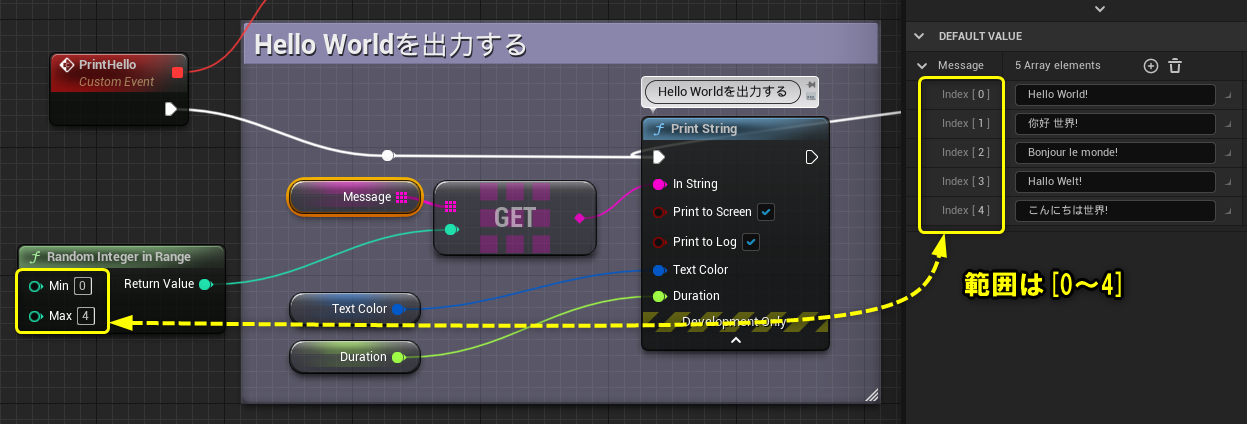 Hello Worldを出力する
PrintHello
Custom Event
Hello Worldを出力する
Print String
In String
Print to Screen
Print to Log
Text Color
Duration
Development Only
Message
GET
Random Integer in Range
Min 0
Return Value
Max 4
Text Color
Duration
DEFAULT VALUE
Message 5 Array elements
Index [ 0 ] Hello World!
Index [ 1 ] 你好 世界!
Index [ 2 ] Bonjour le monde!
Index [ 3 ] Hallo Welt!
Index [ 4 ] こんにちは世界!
範囲は [0～4]